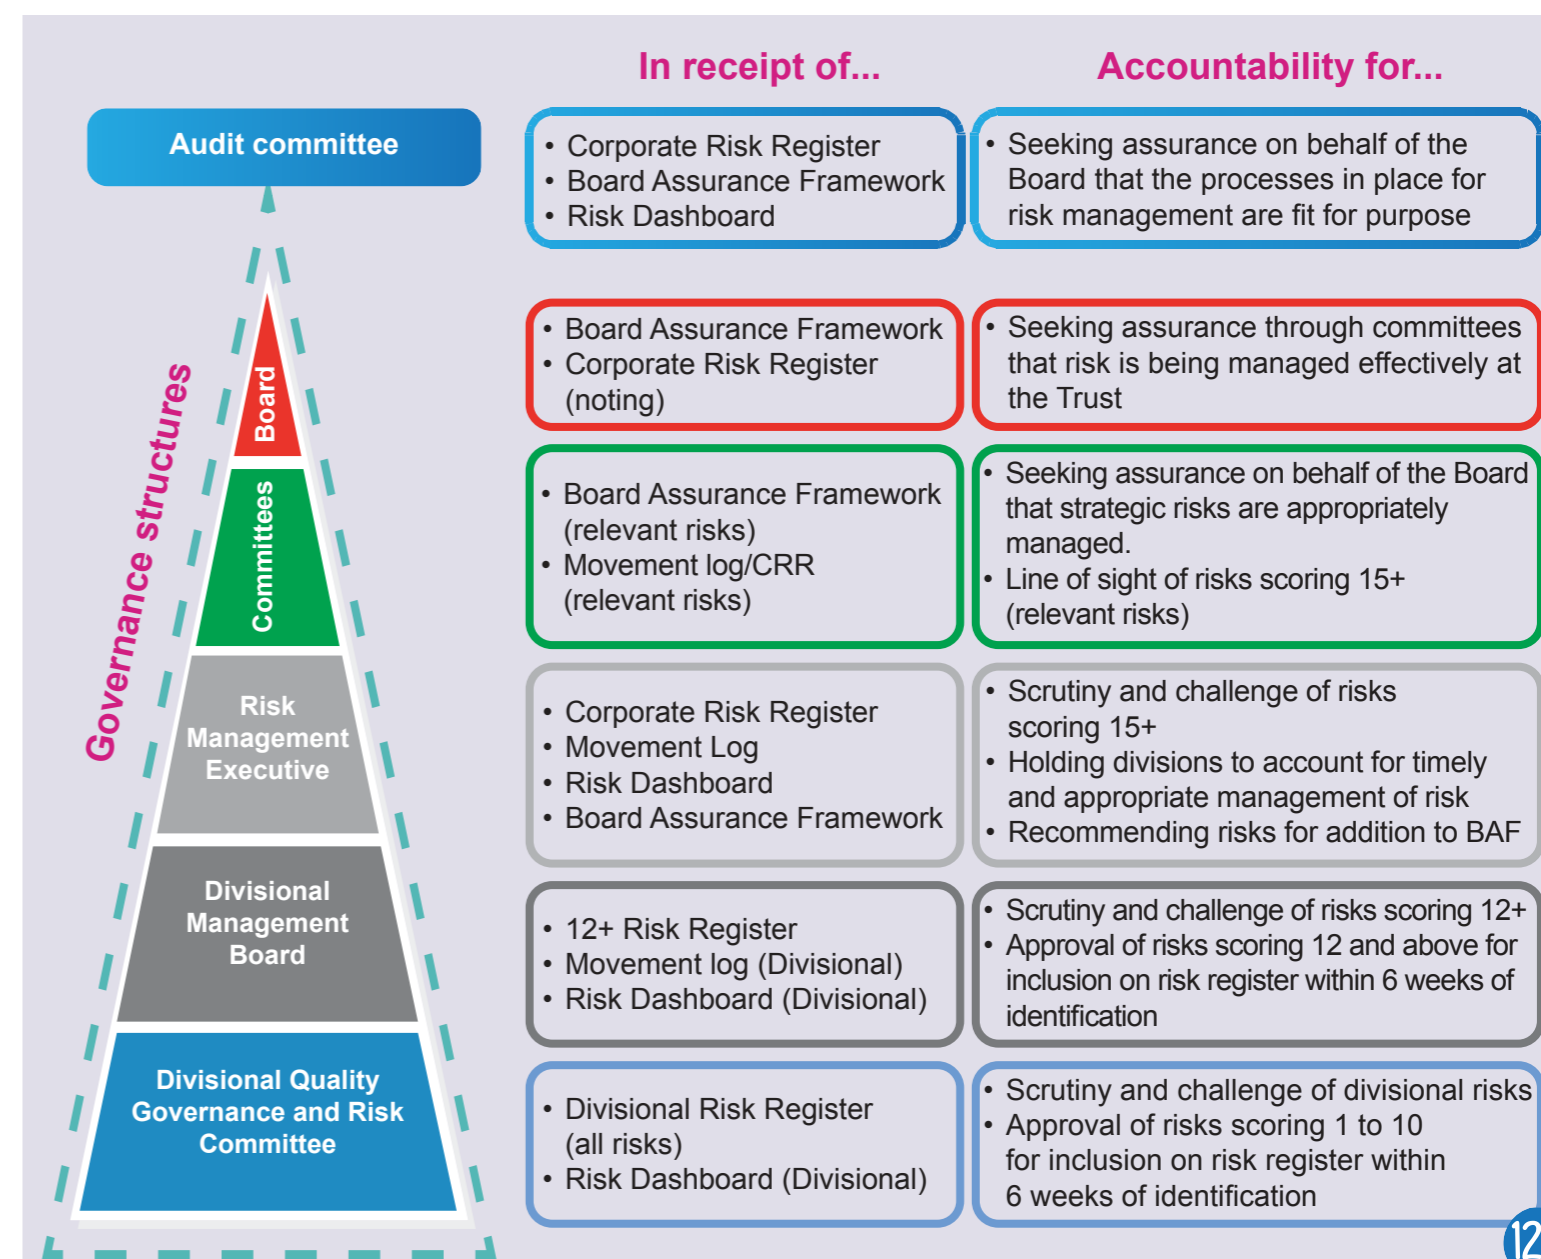 In receipt of...
Accountability for...
Audit committee
• Corporate Risk Register
• Board Assurance Framework
• Risk Dashboard
• Seeking assurance on behalf of the
Board that the processes in place for
risk management are fit for purpose
Governance structures
Board
• Board Assurance Framework
• Corporate Risk Register
(noting)
• Seeking assurance through committees
that risk is being managed effectively at
the Trust
Committees
• Board Assurance Framework
(relevant risks)
• Movement log/CRR
(relevant risks)
• Seeking assurance on behalf of the Board
that strategic risks are appropriately
managed.
• Line of sight of risks scoring 15+
(relevant risks)
Risk
Management
Executive
• Corporate Risk Register
• Movement Log
• Risk Dashboard
• Board Assurance Framework
• Scrutiny and challenge of risks
scoring 15+
• Holding divisions to account for timely
and appropriate management of risk
• Recommending risks for addition to BAF
Divisional
Management
Board
• 12+ Risk Register
• Movement log (Divisional)
• Risk Dashboard (Divisional)
• Scrutiny and challenge of risks scoring 12+
• Approval of risks scoring 12 and above for
inclusion on risk register within 6 weeks of
identification
Divisional Quality
Governance and Risk
Committee
• Divisional Risk Register
(all risks)
• Risk Dashboard (Divisional)
• Scrutiny and challenge of divisional risks
• Approval of risks scoring 1 to 10
for inclusion on risk register within
6 weeks of identification
12